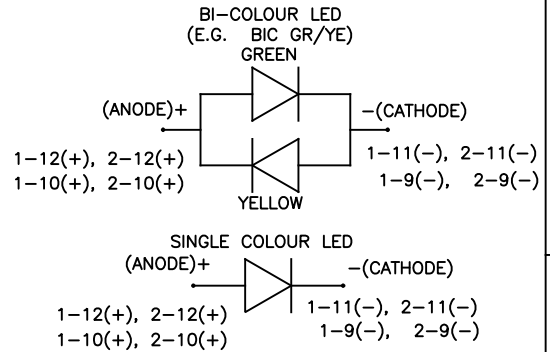 BI-COLOUR LED
(E.G. BIC GR/YE)
GREEN
(ANODE)+
-(CATHODE)
1-12(+), 2-12(+)
1-10(+), 2-10(+)
1-11(-), 2-11(-)
1-9(-), 2-9(-)
YELLOW
SINGLE COLOUR LED
(ANODE)+
-(CATHODE)
1-12(+), 2-12(+)
1-10(+), 2-10(+)
1-11(-), 2-11(-)
1-9(-), 2-9(-)